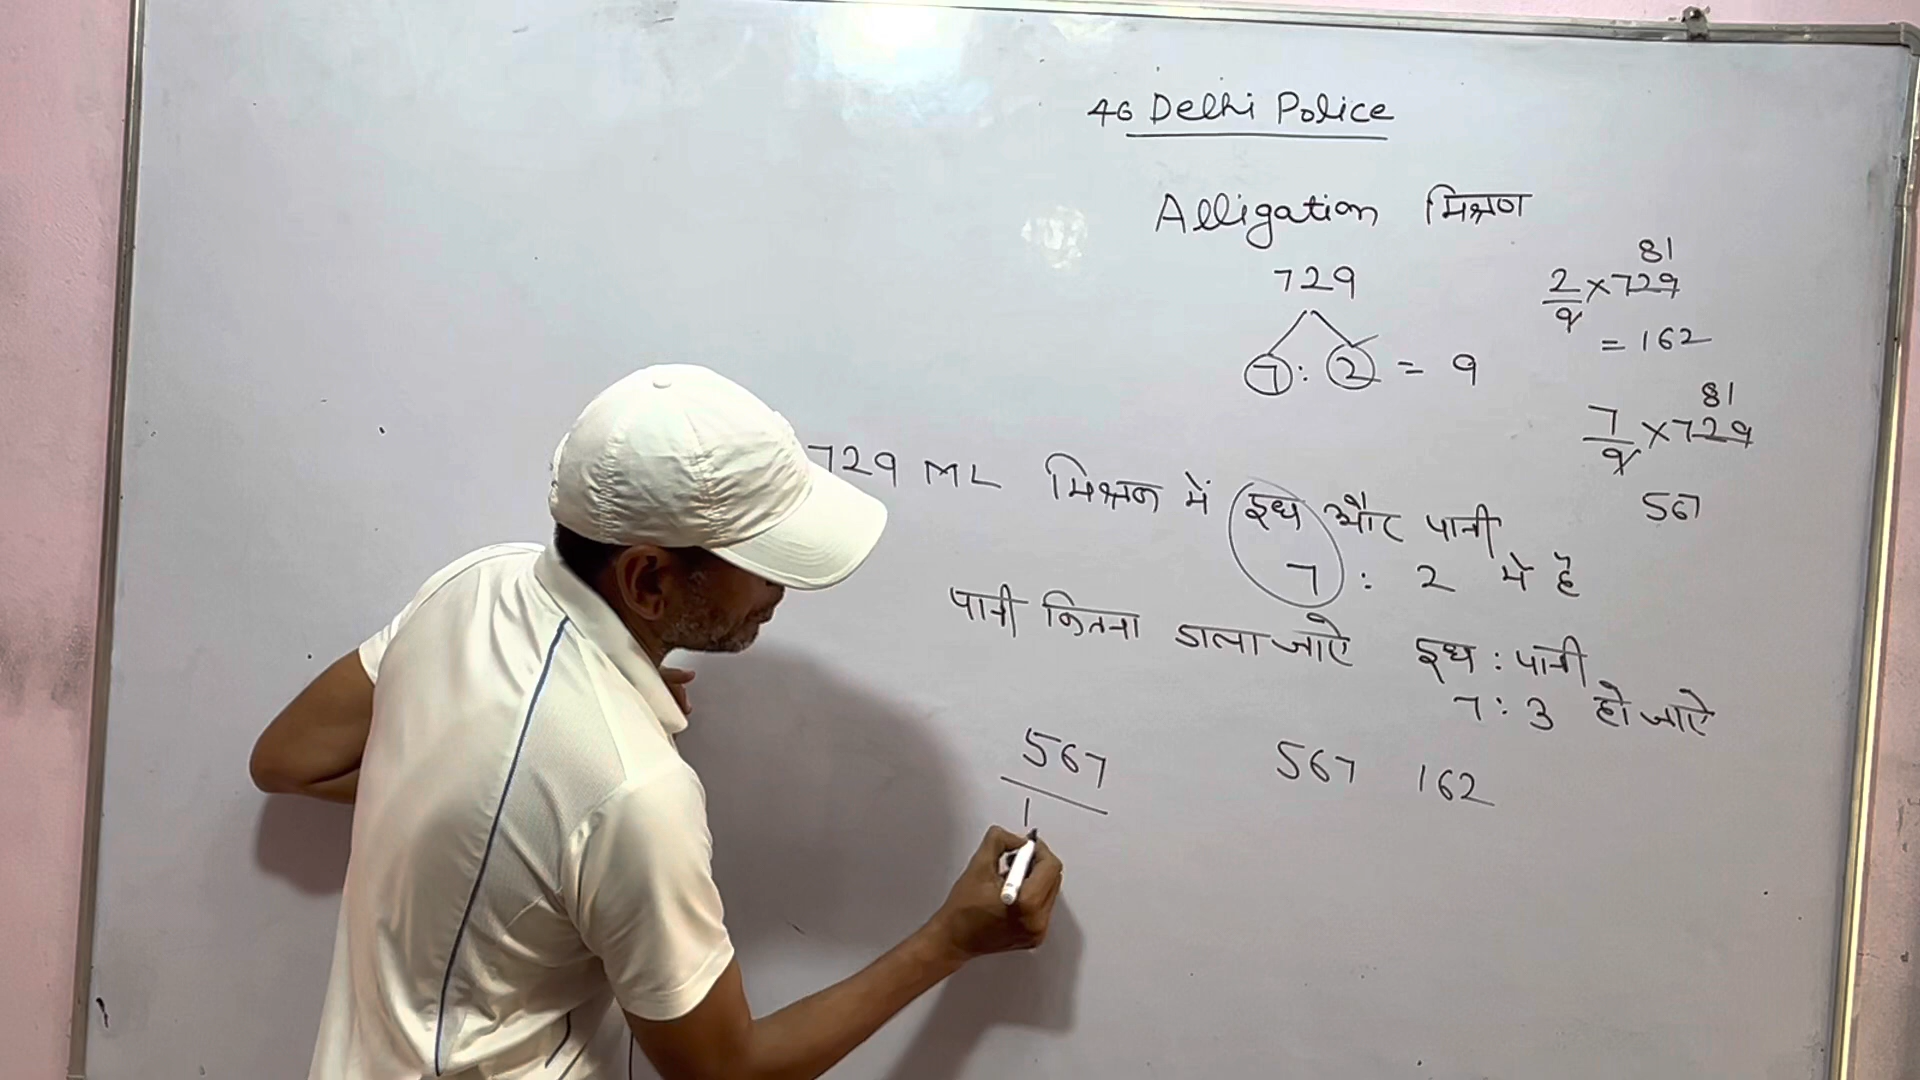 46 Delhi Police
Alligation मिश्रण
729
7 : 2 = 9
81
2/9 × 729
= 162
81
7/9 × 729
567
729 ML मिश्रण में दूध और पानी
7 : 2 में है
पानी कितना डाला जाऐ दूध : पानी
7 : 3 हो जाऐ
567
1
567 162